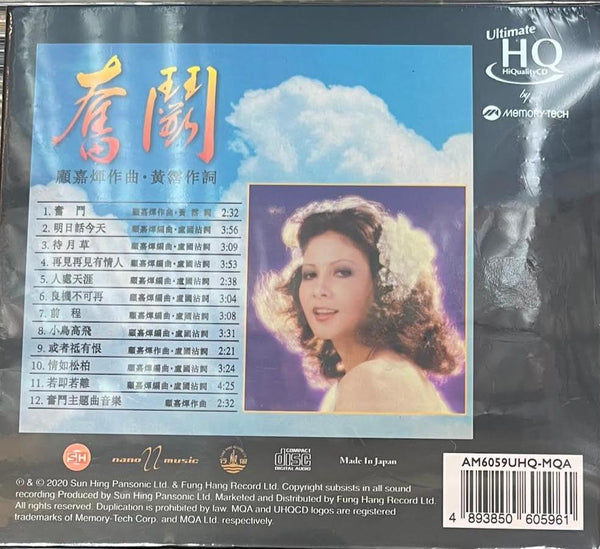 Ultimate
HQ
HiQualityCD
by
MEMORY-TECH
奮鬭
顧嘉煇作曲・黃霑作詞
1. 奮鬥 顧嘉煇作曲・黃霑詞 2:32
2. 明日話今天 顧嘉煇編曲・盧國沾詞 3:56
3. 待月草 顧嘉煇編曲・盧國沾詞 3:09
4. 再見再見有情人 顧嘉煇編曲・盧國沾詞 3:53
5. 人處天涯 顧嘉煇編曲・盧國沾詞 2:38
6. 良機不可再 顧嘉煇編曲・盧國沾詞 3:04
7. 前程 顧嘉煇編曲・盧國沾詞 3:08
8. 小鳥高飛 顧嘉煇編曲・盧國沾詞 3:31
9. 或者祗有恨 顧嘉煇作曲・盧國沾詞 2:21
10. 情如松柏 顧嘉煇編曲・盧國沾詞 3:24
11. 若即若離 顧嘉煇編曲・盧國沾詞 4:25
12. 奮鬥主題曲音樂 顧嘉煇作曲 2:32
SH
nano music
COMPACT
disc
DIGITAL AUDIO
Made In Japan
AM6059UHQ-MQA
4 893850 605961
℗ & © 2020 Sun Hing Pansonic Ltd. & Fung Hang Record Ltd. Copyright subsists in all sound
recording Produced by Sun Hing Pansonic Ltd. Marketed and Distributed by Fung Hang Record Ltd.
All rights reserved. Duplication is prohibited by law. MQA and UHQCD logos are registered
trademarks of Memory-Tech Corp. and MQA Ltd. respectively.